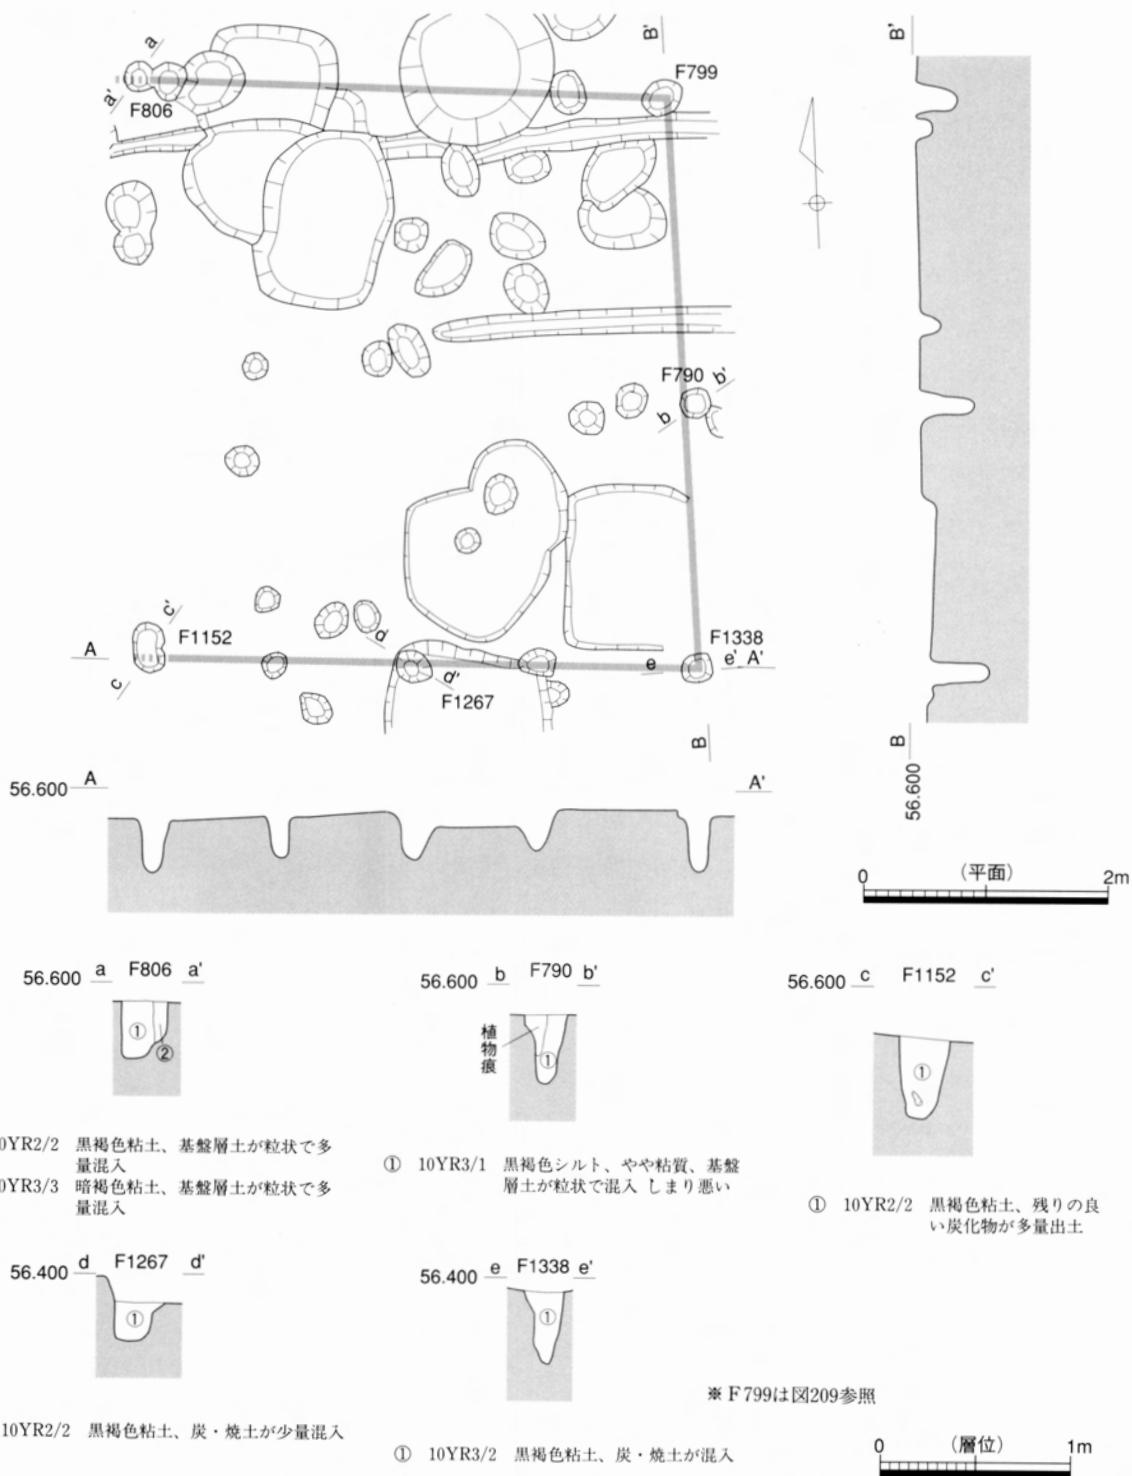 a
B'
B'
F799
a'
F806
F790 b'
b
c'
F1152
d
F1338
A
e
e' A'
c
d'
F1267
B
B
56.600
A
A'
56.600
(平面)
0
2m
56.600 a F806 a'
①
②
56.600 b F790 b'
植物痕
①
56.600 c F1152 c'
①
0YR2/2 黒褐色粘土、基盤層土が粒状で多
量混入
0YR3/3 暗褐色粘土、基盤層土が粒状で多
量混入
① 10YR3/1 黒褐色シルト、やや粘質、基盤
層土が粒状で混入 しまり悪い
① 10YR2/2 黒褐色粘土、残りの良
い炭化物が多量出土
56.400 d F1267 d'
①
56.400 e F1338 e'
①
※ F799は図209参照
10YR2/2 黒褐色粘土、炭・焼土が少量混入
① 10YR3/2 黒褐色粘土、炭・焼土が混入
(層位)
0
1m